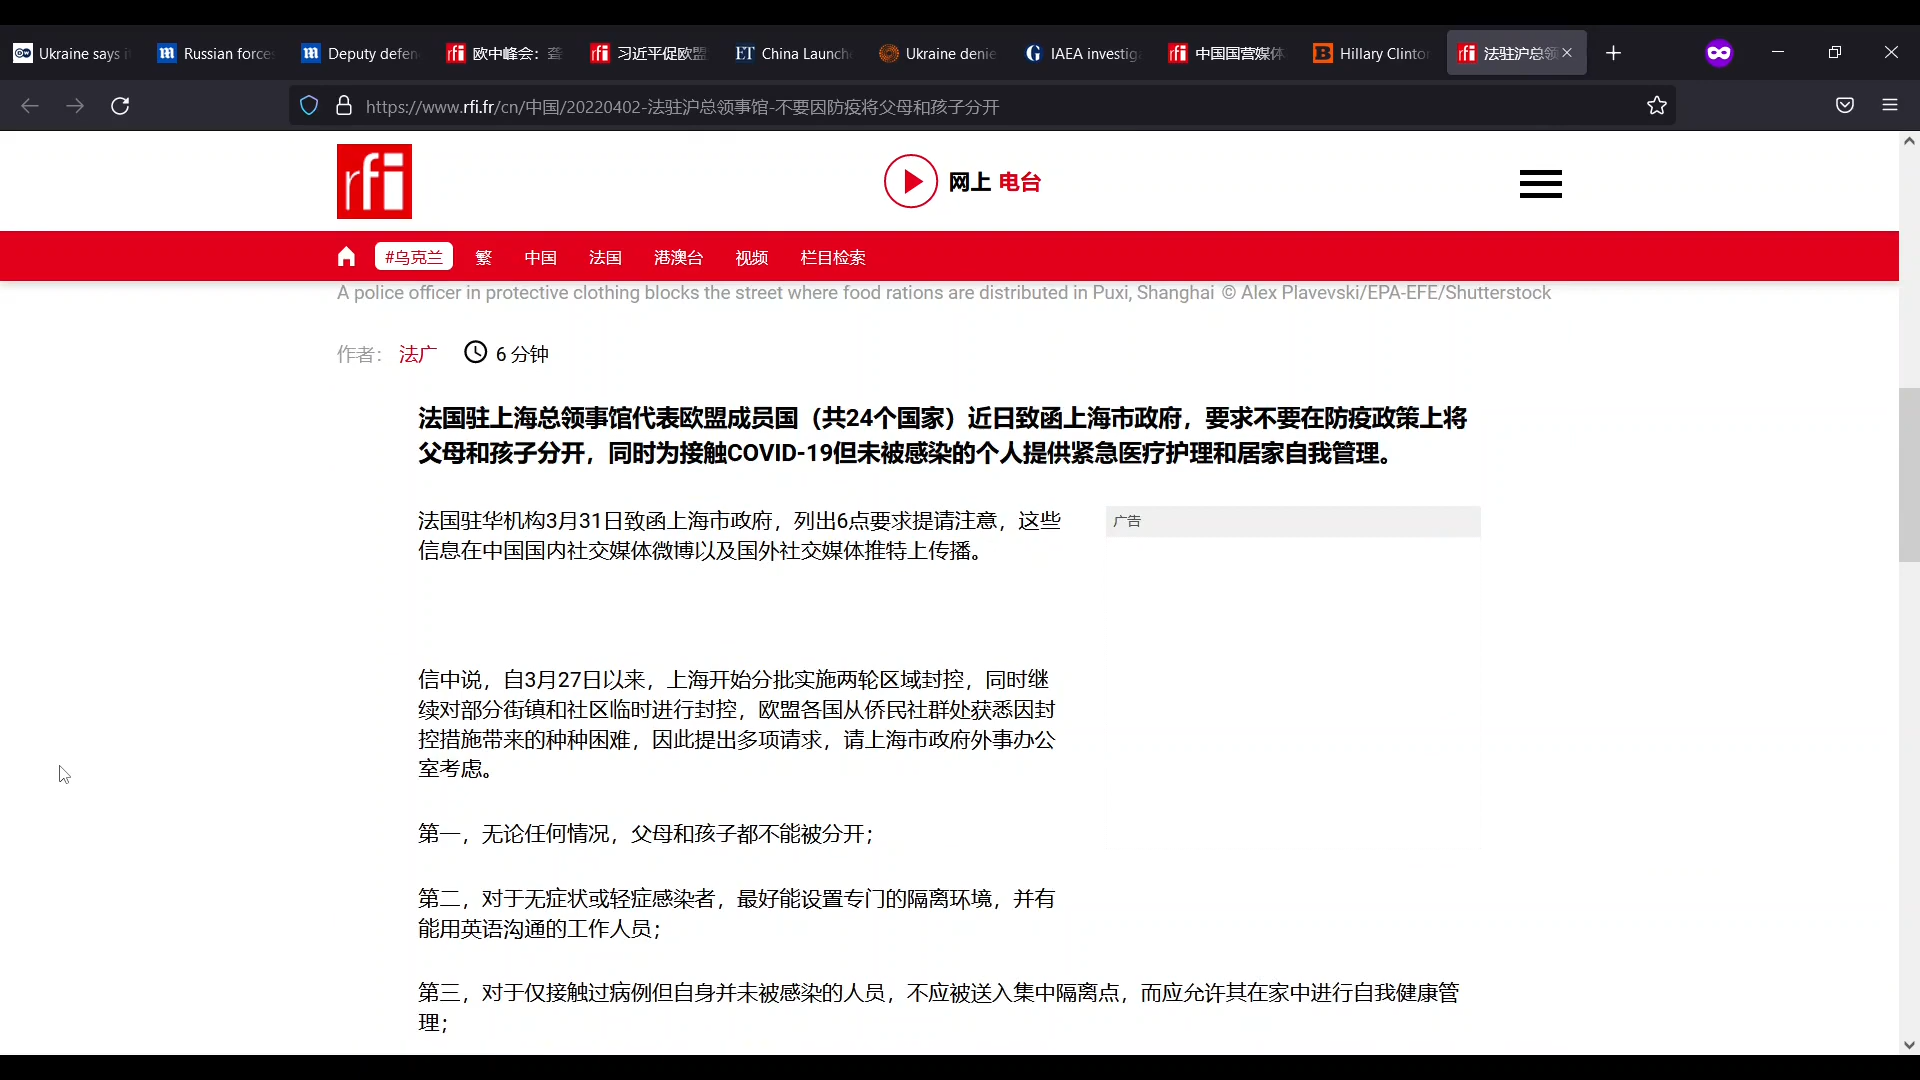 Ukraine says i
Russian forces
Deputy defen
欧中峰会：聋
习近平促欧盟
China Launch
Ukraine denie
IAEA investig
中国国营媒体
Hillary Clinton
法驻沪总领
https://www.rfi.fr/cn/中国/20220402-法驻沪总领事馆-不要因防疫将父母和孩子分开
rfi
网上 电台
#乌克兰 繁 中国 法国 港澳台 视频 栏目检索
A police officer in protective clothing blocks the street where food rations are distributed in Puxi, Shanghai © Alex Plavevski/EPA-EFE/Shutterstock
作者： 法广 6 分钟
法国驻上海总领事馆代表欧盟成员国（共24个国家）近日致函上海市政府，要求不要在防疫政策上将
父母和孩子分开，同时为接触COVID-19但未被感染的个人提供紧急医疗护理和居家自我管理。
法国驻华机构3月31日致函上海市政府，列出6点要求提请注意，这些
信息在中国国内社交媒体微博以及国外社交媒体推特上传播。
广告
信中说，自3月27日以来，上海开始分批实施两轮区域封控，同时继
续对部分街镇和社区临时进行封控，欧盟各国从侨民社群处获悉因封
控措施带来的种种困难，因此提出多项请求，请上海市政府外事办公
室考虑。
第一，无论任何情况，父母和孩子都不能被分开；
第二，对于无症状或轻症感染者，最好能设置专门的隔离环境，并有
能用英语沟通的工作人员；
第三，对于仅接触过病例但自身并未被感染的人员，不应被送入集中隔离点，而应允许其在家中进行自我健康管
理；